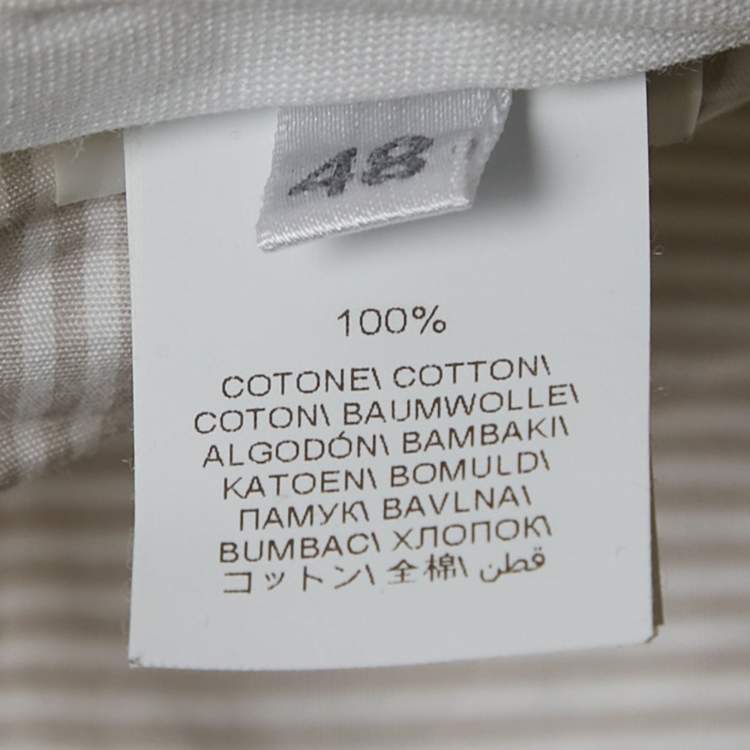 48
100%
COTONE\ COTTON\
COTON\ BAUMWOLLE\
ALGODÓN\ BAMBAKI\
KATOEN\ BOMULD\
ПАМУК\ BAVLNA\
BUMBAC\ ХЛОПОК\
コットン\ 全棉\ قطن